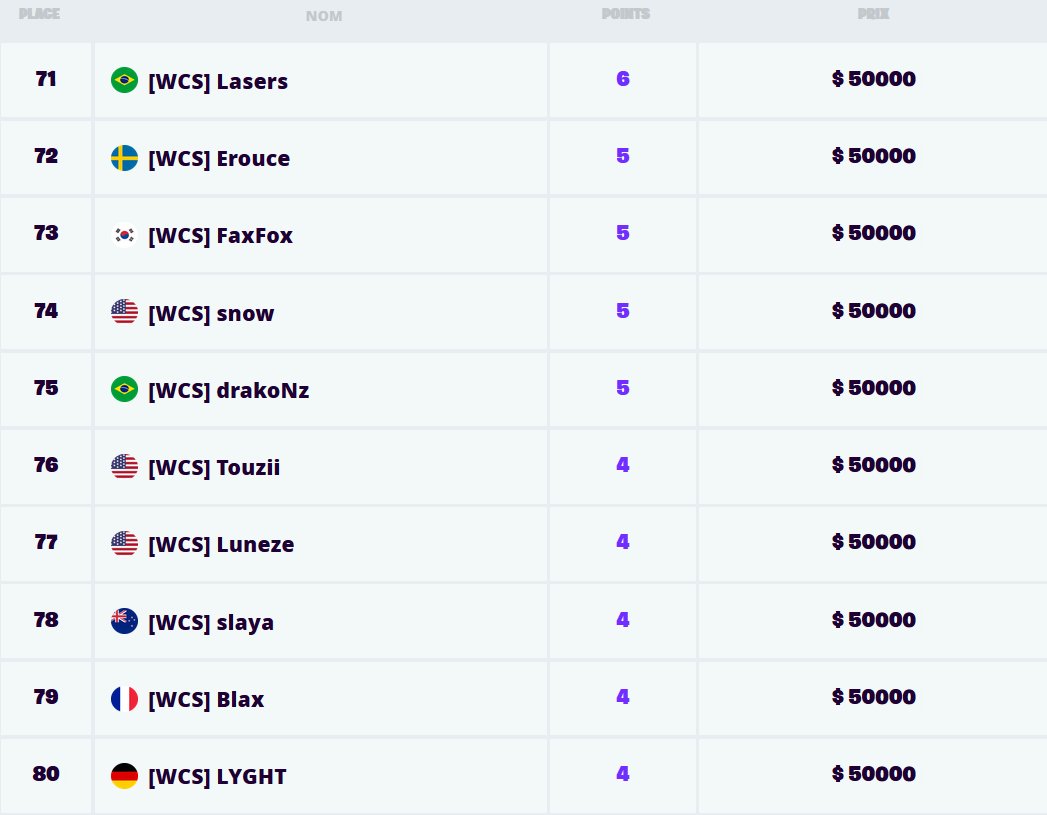 PLACE NOM POINTS PRIX
71 [WCS] Lasers 6 $ 50000
72 [WCS] Erouce 5 $ 50000
73 [WCS] FaxFox 5 $ 50000
74 [WCS] snow 5 $ 50000
75 [WCS] drakoNz 5 $ 50000
76 [WCS] Touzii 4 $ 50000
77 [WCS] Luneze 4 $ 50000
78 [WCS] slaya 4 $ 50000
79 [WCS] Blax 4 $ 50000
80 [WCS] LYGHT 4 $ 50000